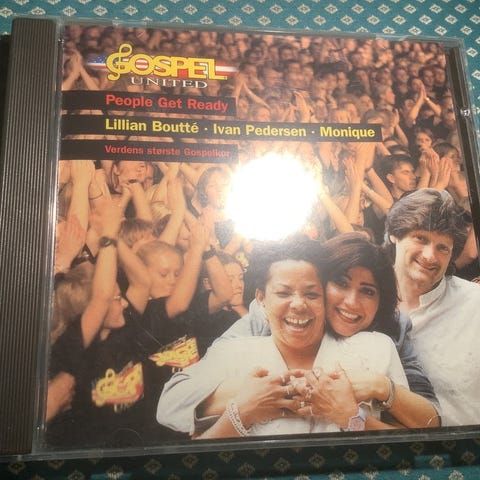 GOSPEL
UNITED
People Get Ready
Lillian Boutté · Ivan Pedersen · Monique
Verdens største Gospelkor